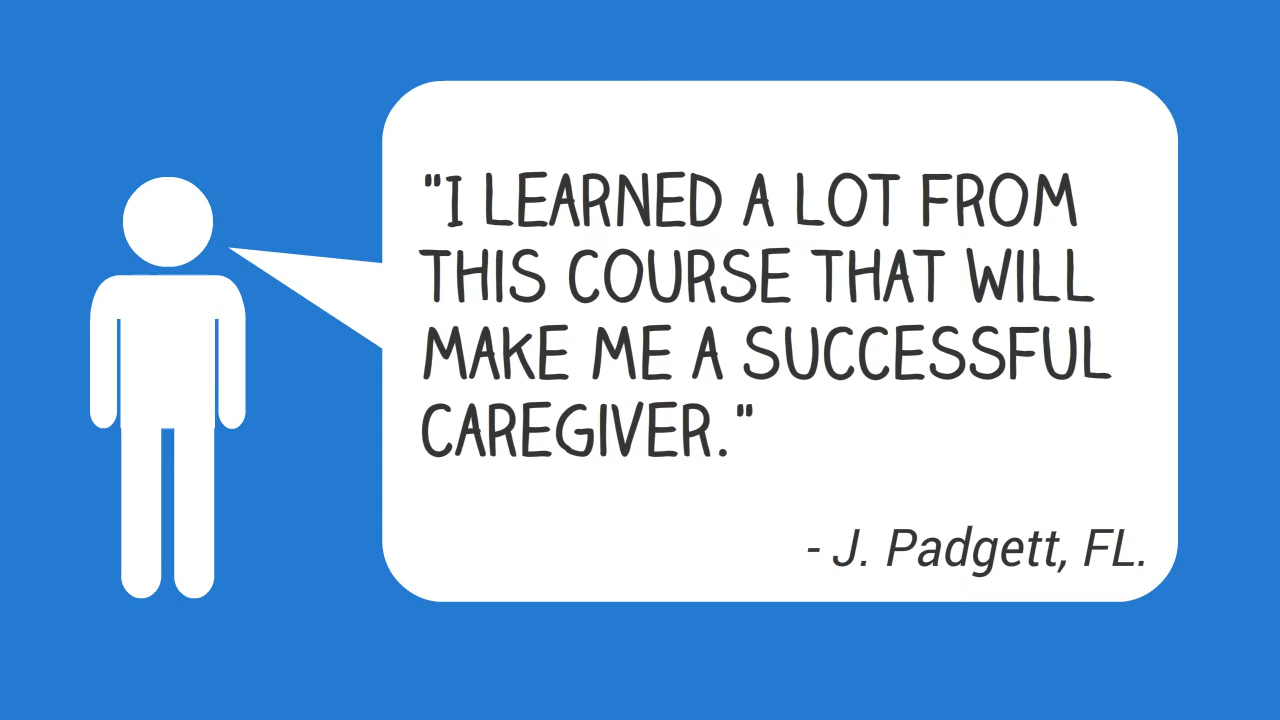 "I LEARNED A LOT FROM
THIS COURSE THAT WILL
MAKE ME A SUCCESSFUL
CAREGIVER."
- J. Padgett, FL.